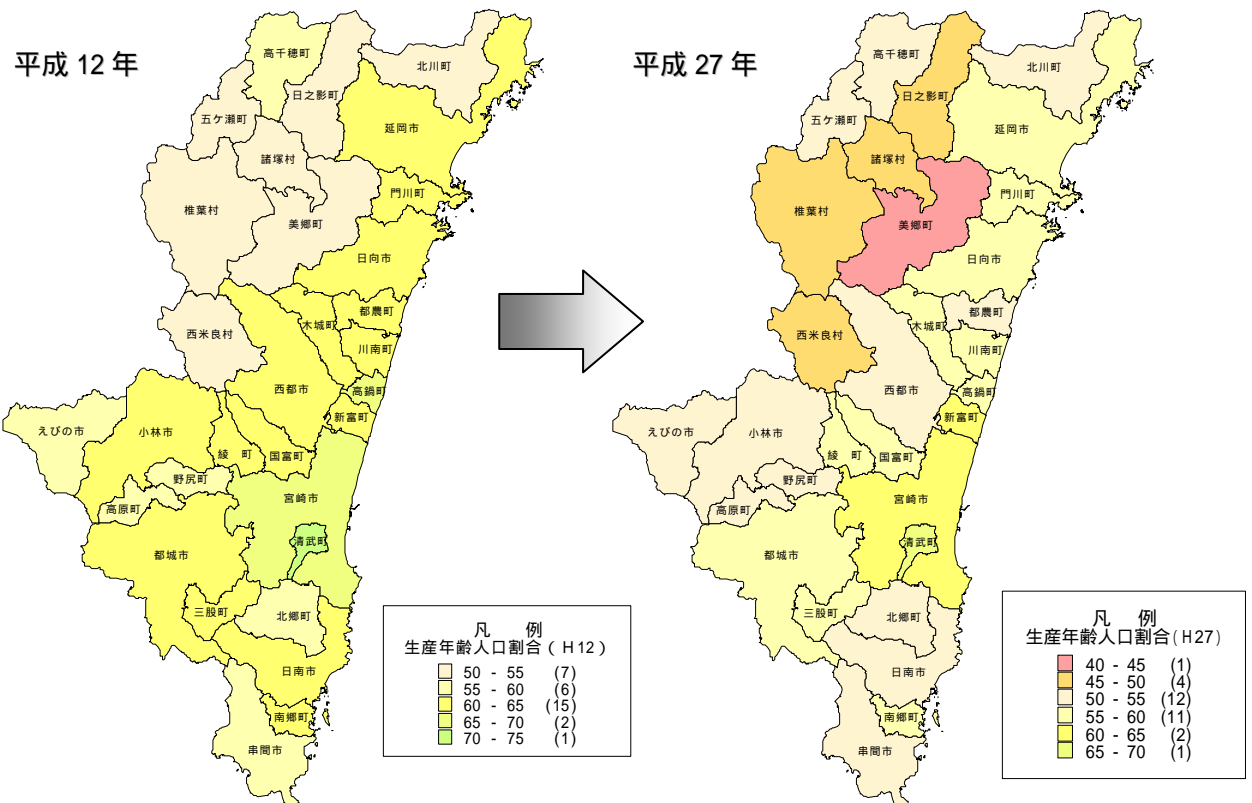 平成 12 年
高千穂町
北川町
日之影町
五ケ瀬町
延岡市
諸塚村
門川町
椎葉村
美郷町
日向市
西米良村
木城町
都農町
川南町
西都市
高鍋町
新富町
えびの市
小林市
綾 町
国富町
野尻町
宮崎市
高原町
清武町
都城市
三股町
北郷町
日南市
南郷町
串間市
凡 例
生産年齢人口割合 ( H12 )
50 - 55 (7)
55 - 60 (6)
60 - 65 (15)
65 - 70 (2)
70 - 75 (1)
平成 27 年
高千穂町
北川町
日之影町
五ケ瀬町
延岡市
諸塚村
門川町
椎葉村
美郷町
日向市
西米良村
木城町
都農町
川南町
西都市
高鍋町
新富町
えびの市
小林市
綾 町
国富町
野尻町
宮崎市
高原町
清武町
都城市
三股町
北郷町
日南市
南郷町
串間市
凡 例
生産年齢人口割合(H27)
40 - 45 (1)
45 - 50 (4)
50 - 55 (12)
55 - 60 (11)
60 - 65 (2)
65 - 70 (1)